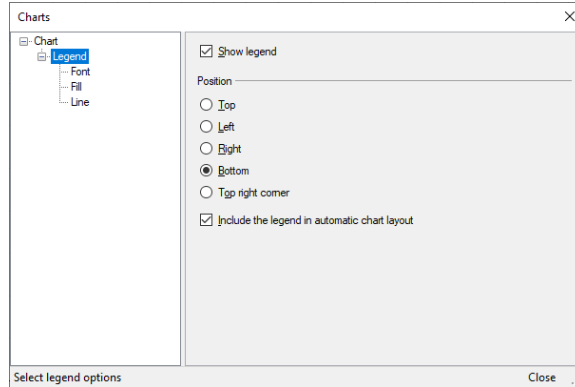 Charts
Chart
Legend
Font
Fill
Line
Show legend
Position
Top
Left
Right
Bottom
Top right corner
Include the legend in automatic chart layout
Select legend options
Close